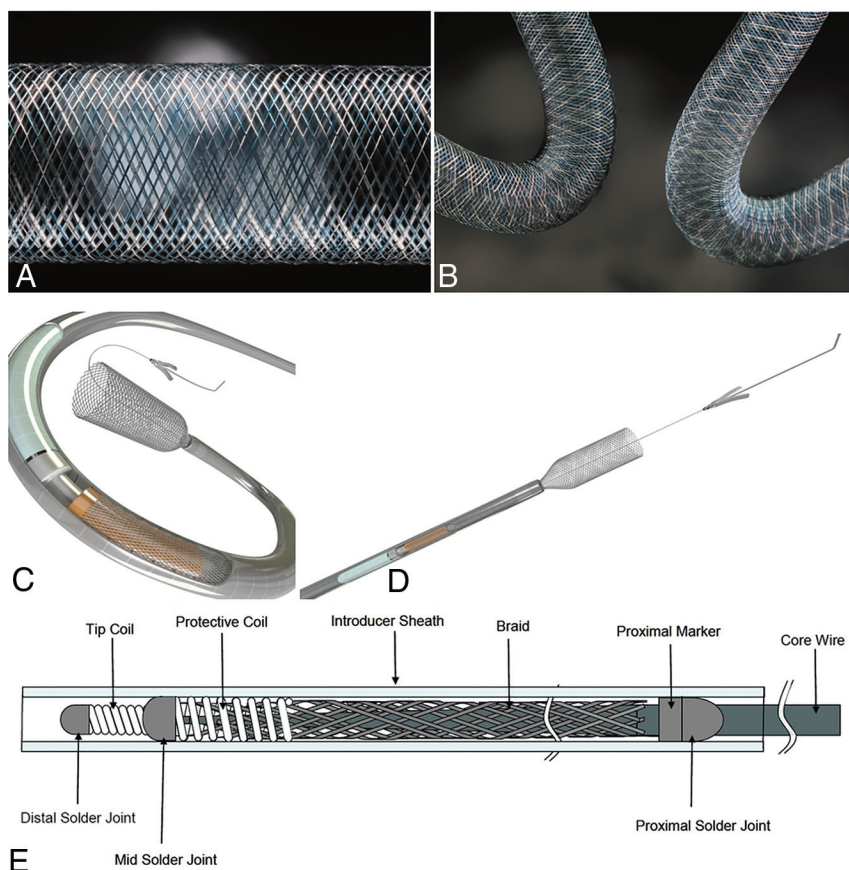 A
B
C
D
Introducer Sheath
Protective Coil
Braid
Proximal Marker
Tip Coil
Core Wire
Distal Solder Joint
Proximal Solder Joint
Mid Solder Joint
E